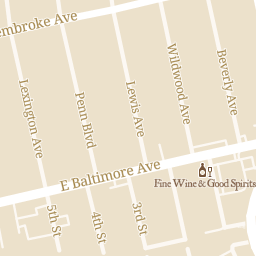 embroke Ave
Lexington Ave
Penn Blvd
Lewis Ave
Wildwood Ave
Beverly Ave
E Baltimore Ave
Fine Wine & Good Spirits
5th St
4th St
3rd St